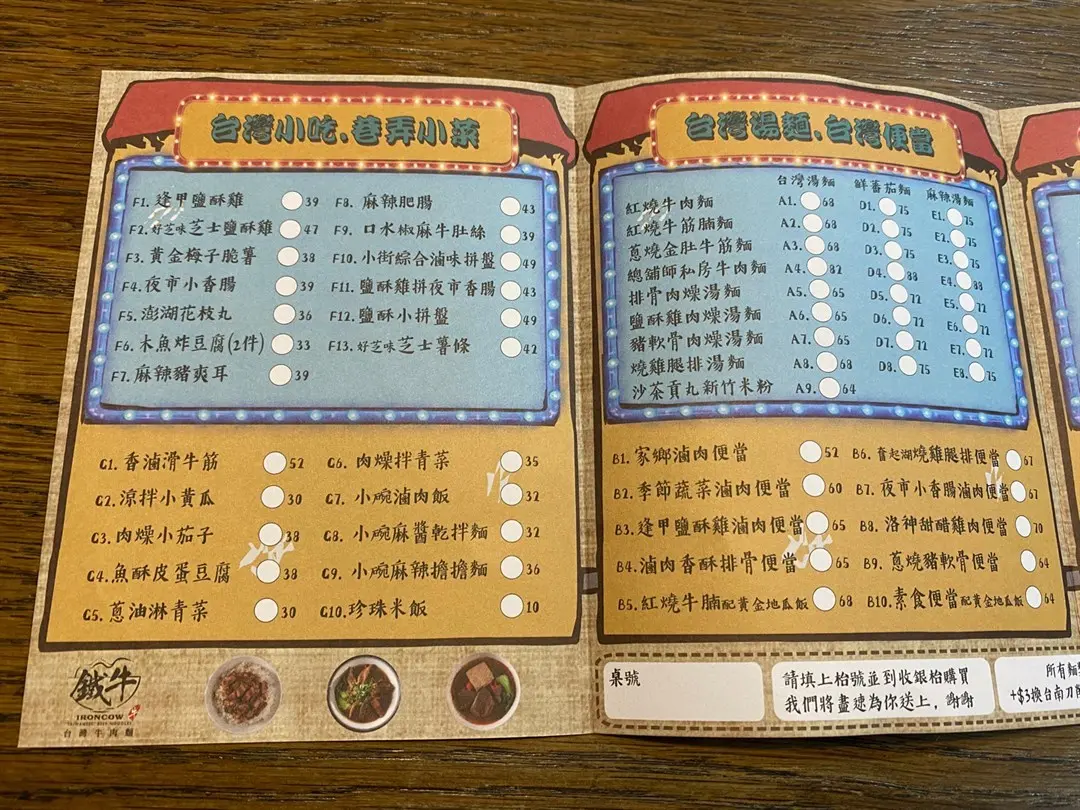 台灣小吃.巷弄小菜
F1. 逢甲鹽酥雞 39
F2. 好芝味芝士鹽酥雞 47
F3. 黃金梅子脆薯 38
F4. 夜市小香腸 39
F5. 澎湖花枝丸 36
F6. 木魚炸豆腐(2件) 33
F7. 麻辣豬爽耳 39
F8. 麻辣肥腸 43
F9. 口水椒麻牛肚絲 39
F10. 小街綜合滷味拼盤 49
F11. 鹽酥雞拼夜市香腸 43
F12. 鹽酥小拼盤 49
F13. 好芝味芝士薯條 42
G1. 香滷滑牛筋 52
G2. 涼拌小黃瓜 30
G3. 肉燥小茄子 38
G4. 魚酥皮蛋豆腐 38
G5. 蔥油淋青菜 30
G6. 肉燥拌青菜 35
G7. 小碗滷肉飯 32
G8. 小碗麻醬乾拌麵 32
G9. 小碗麻辣擔擔麵 36
G10. 珍珠米飯 10
鐵牛
IRONCOW
TAIWANESE BEEF NOODLES
台灣牛肉麵
台灣湯麵.台灣便當
台灣湯麵 鮮蕃茄麵 麻辣湯麵
紅燒牛肉麵 A1. 68 D1. 75 E1. 75
紅燒牛筋腩麵 A2. 68 D2. 75 E2. 75
蔥燒金肚牛筋麵 A3. 68 D3. 75 E3. 75
總舖師私房牛肉麵 A4. 82 D4. 88 E4. 88
排骨肉燥湯麵 A5. 65 D5. 72 E5. 72
鹽酥雞肉燥湯麵 A6. 65 D6. 72 E6. 72
豬軟骨肉燥湯麵 A7. 65 D7. 72 E7. 72
燒雞腿排湯麵 A8. 68 D8. 75 E8. 75
沙茶貢丸新竹米粉 A9. 64
B1. 家鄉滷肉便當 52
B2. 季節蔬菜滷肉便當 60
B3. 逢甲鹽酥雞滷肉便當 65
B4. 滷肉香酥排骨便當 65
B5. 紅燒牛腩配黃金地瓜飯 68
B6. 奮起湖燒雞腿排便當 67
B7. 夜市小香腸滷肉便當 67
B8. 洛神甜醋雞肉便當 70
B9. 蔥燒豬軟骨便當 64
B10. 素食便當配黃金地瓜飯 64
桌號
請填上枱號並到收銀枱購買
我們將盡速為你送上，謝謝
所有麵
+$3換台南刀削